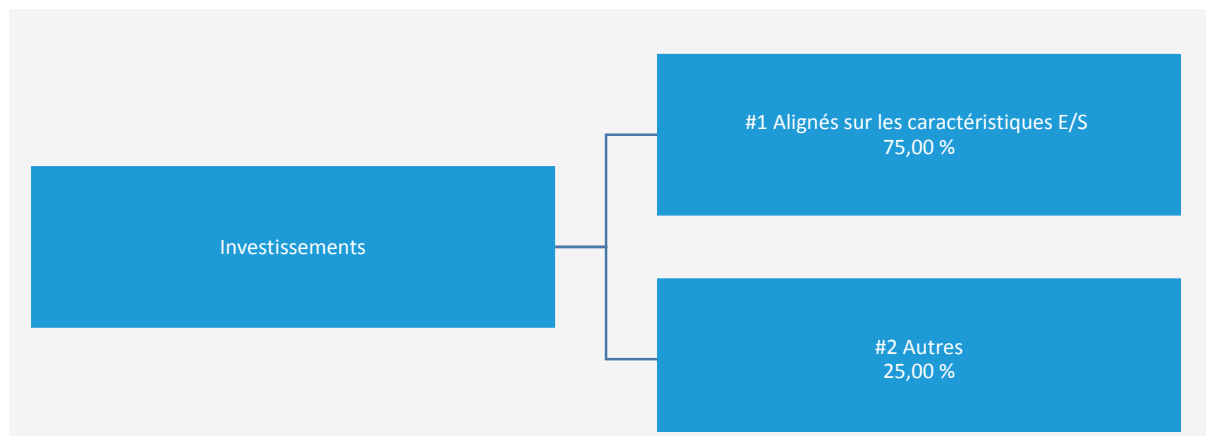 Investissements
#1 Alignés sur les caractéristiques E/S
75,00 %
#2 Autres
25,00 %